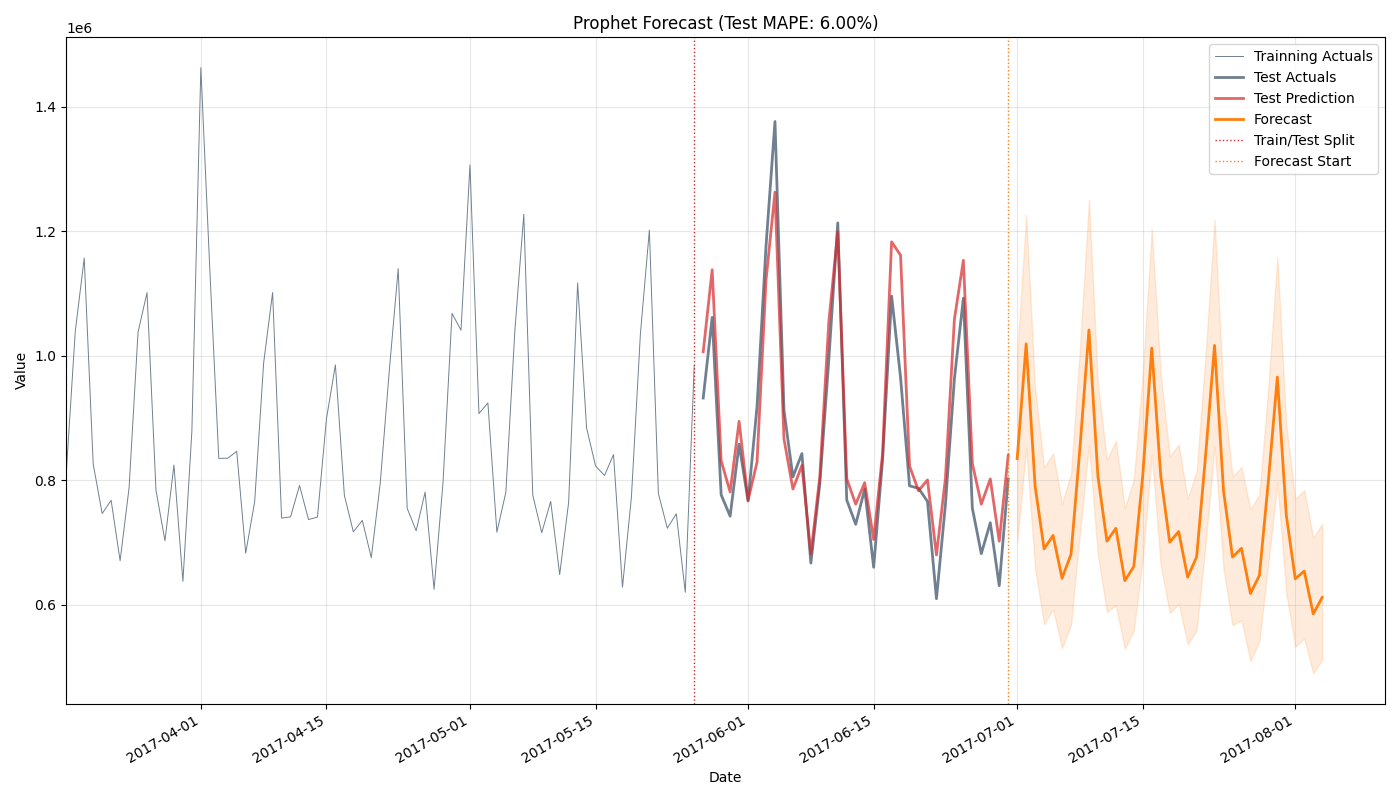 Prophet Forecast (Test MAPE: 6.00%)
1e6
Trainning Actuals
Test Actuals
Test Prediction
Forecast
Train/Test Split
Forecast Start
1.4
1.2
1.0
0.8
0.6
Value
2017-04-01
2017-04-15
2017-05-01
2017-05-15
2017-06-01
2017-06-15
2017-07-01
2017-07-15
2017-08-01
Date